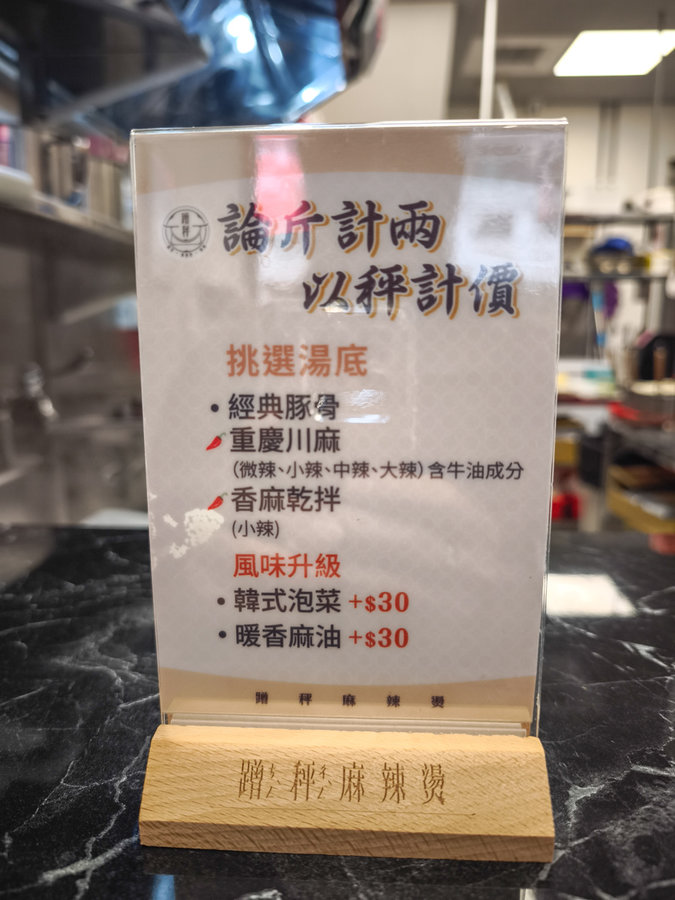 蹭秤
論斤計兩
以秤計價
挑選湯底
• 經典豚骨
重慶川麻
(微辣、小辣、中辣、大辣)含牛油成分
香麻乾拌
(小辣)
風味升級
• 韓式泡菜 +$30
• 暖香麻油 +$30
蹭秤麻辣燙
蹭秤麻辣燙